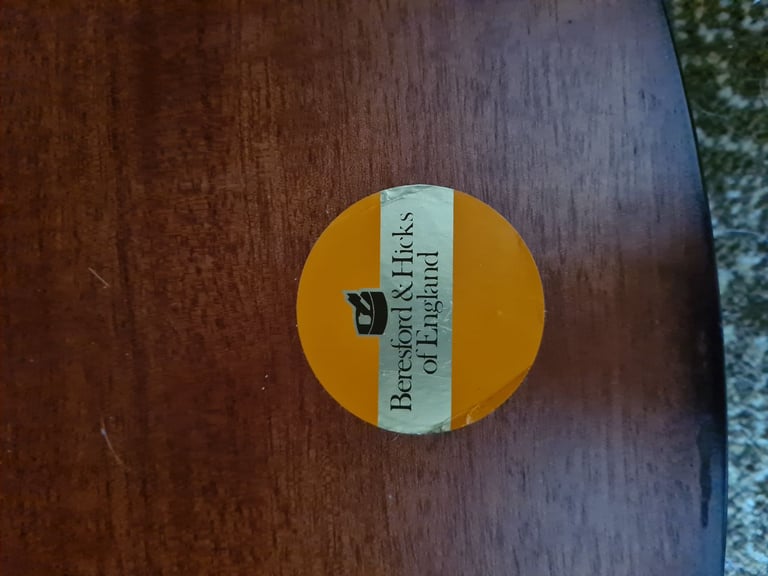 Beresford & Hicks
of England